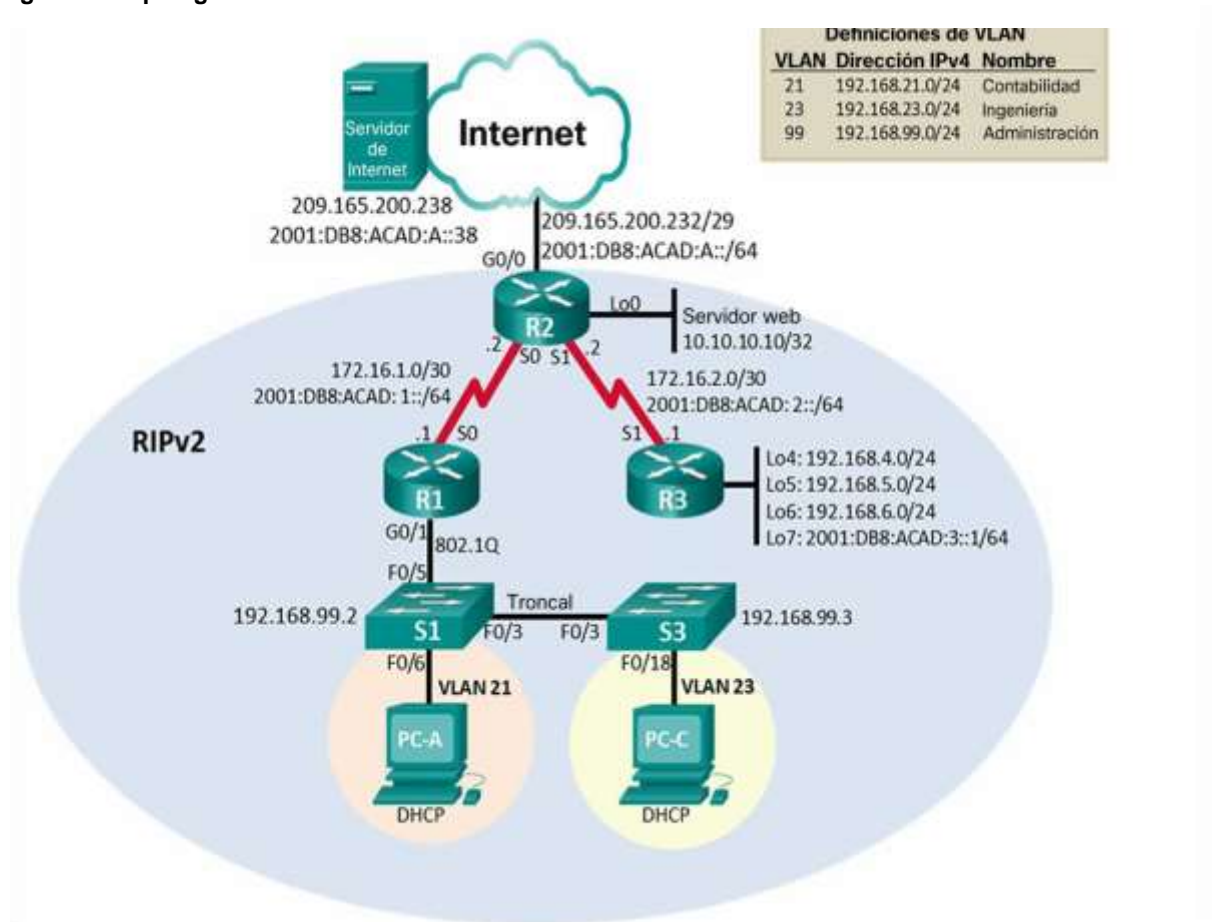 Definiciones de VLAN
VLAN Dirección IPv4 Nombre
21 192.168.21.0/24 Contabilidad
23 192.168.23.0/24 Ingeniería
99 192.168.99.0/24 Administración
Servidor
de
Internet
Internet
209.165.200.238
2001:DB8:ACAD:A::38
209.165.200.232/29
2001:DB8:ACAD:A::/64
G0/0
R2
Lo0
Servidor web
10.10.10.10/32
.2
S0
S1
.2
172.16.1.0/30
2001:DB8:ACAD: 1::/64
172.16.2.0/30
2001:DB8:ACAD: 2::/64
RIPv2
.1
S0
S1
.1
R1
R3
Lo4: 192.168.4.0/24
Lo5: 192.168.5.0/24
Lo6: 192.168.6.0/24
Lo7: 2001:DB8:ACAD:3::1/64
G0/1
802.1Q
F0/5
192.168.99.2
S1
Troncal
F0/3
F0/3
S3
192.168.99.3
F0/6
VLAN 21
F0/18
VLAN 23
PC-A
PC-C
DHCP
DHCP